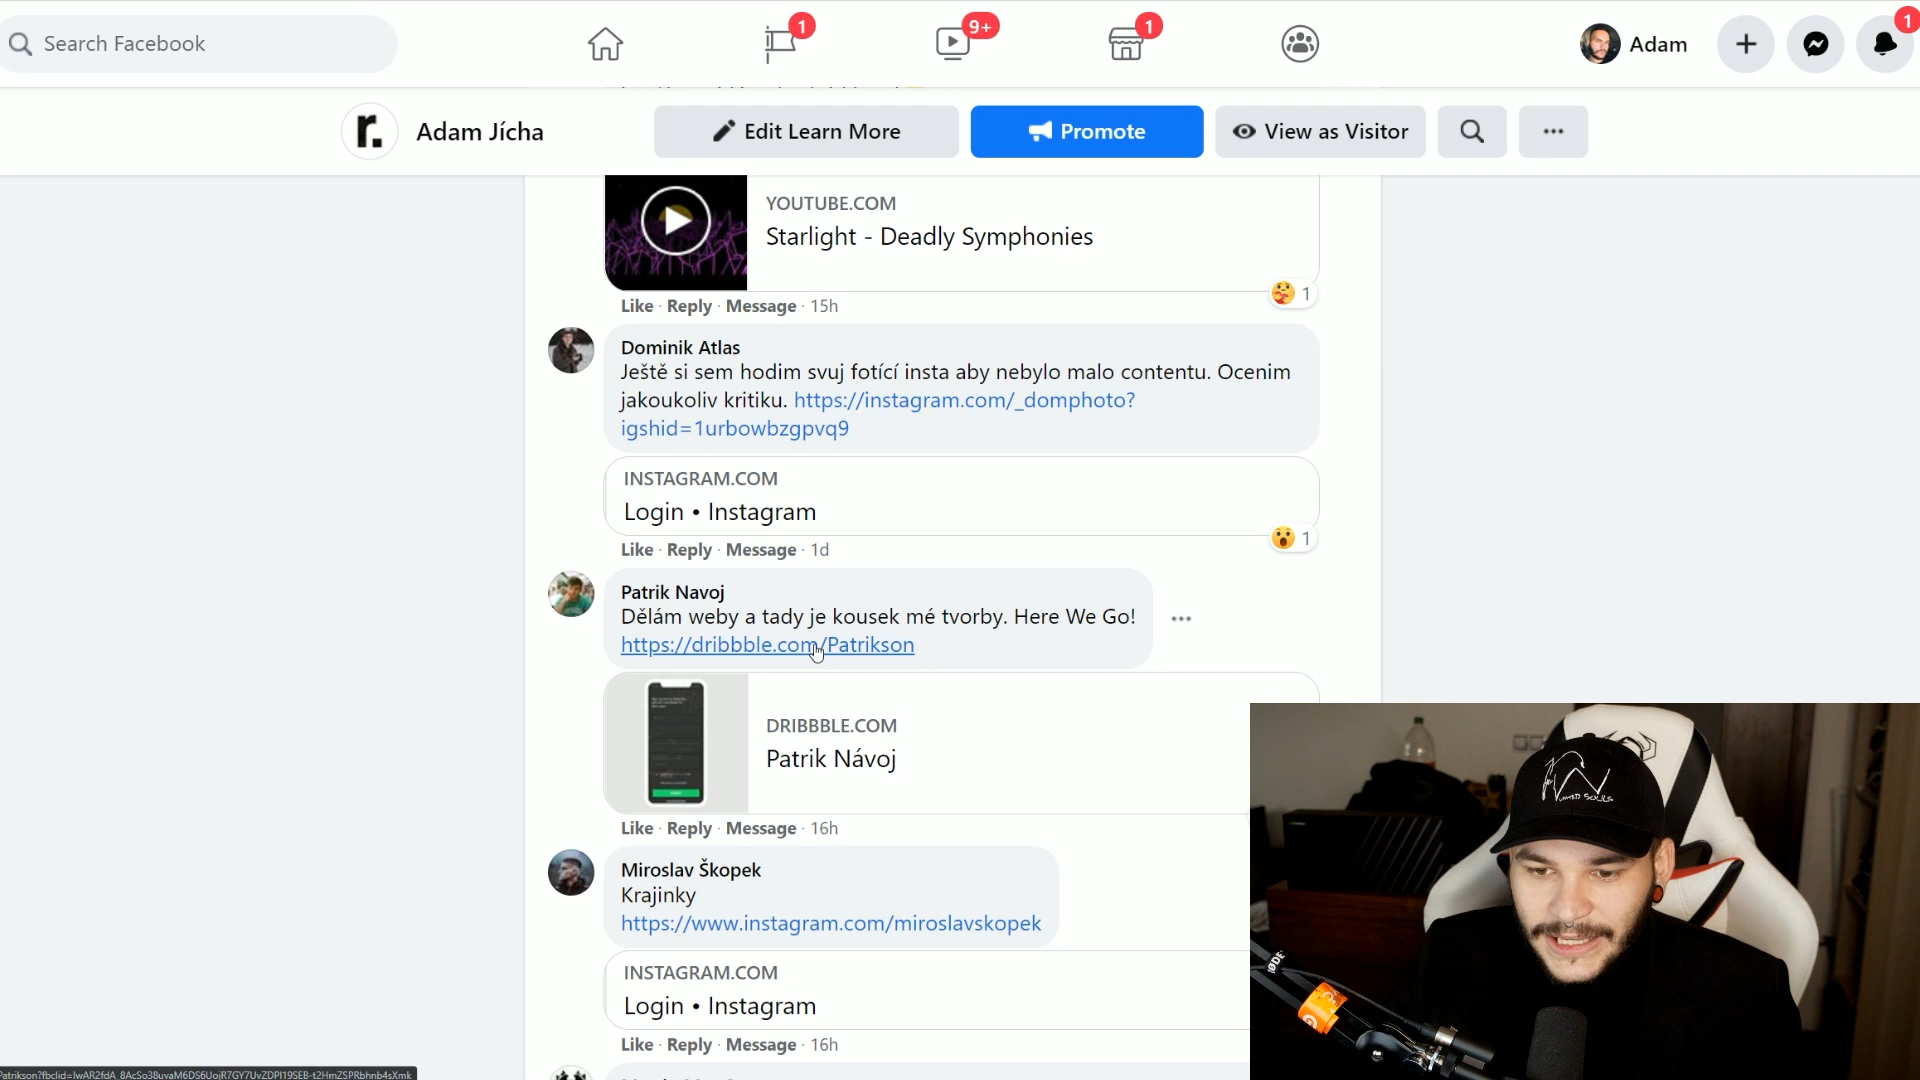 Search Facebook
1
9+
1
Adam
1
r.
Adam Jícha
Edit Learn More
Promote
View as Visitor
YOUTUBE.COM
Starlight - Deadly Symphonies
Like · Reply · Message · 15h
1
Dominik Atlas
Ještě si sem hodim svuj fotící insta aby nebylo malo contentu. Ocenim
jakoukoliv kritiku. https://instagram.com/_domphoto?
igshid=1urbowbzgpvq9
INSTAGRAM.COM
Login • Instagram
1
Like · Reply · Message · 1d
Patrik Navoj
Dělám weby a tady je kousek mé tvorby. Here We Go!
https://dribbble.com/Patrikson
DRIBBBLE.COM
Patrik Návoj
Like · Reply · Message · 16h
Miroslav Škopek
Krajinky
https://www.instagram.com/miroslavskopek
INSTAGRAM.COM
Login • Instagram
Like · Reply · Message · 16h
SOULS
RØDE